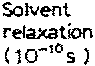 Solvent
relaxation
(10⁻¹⁰ s)